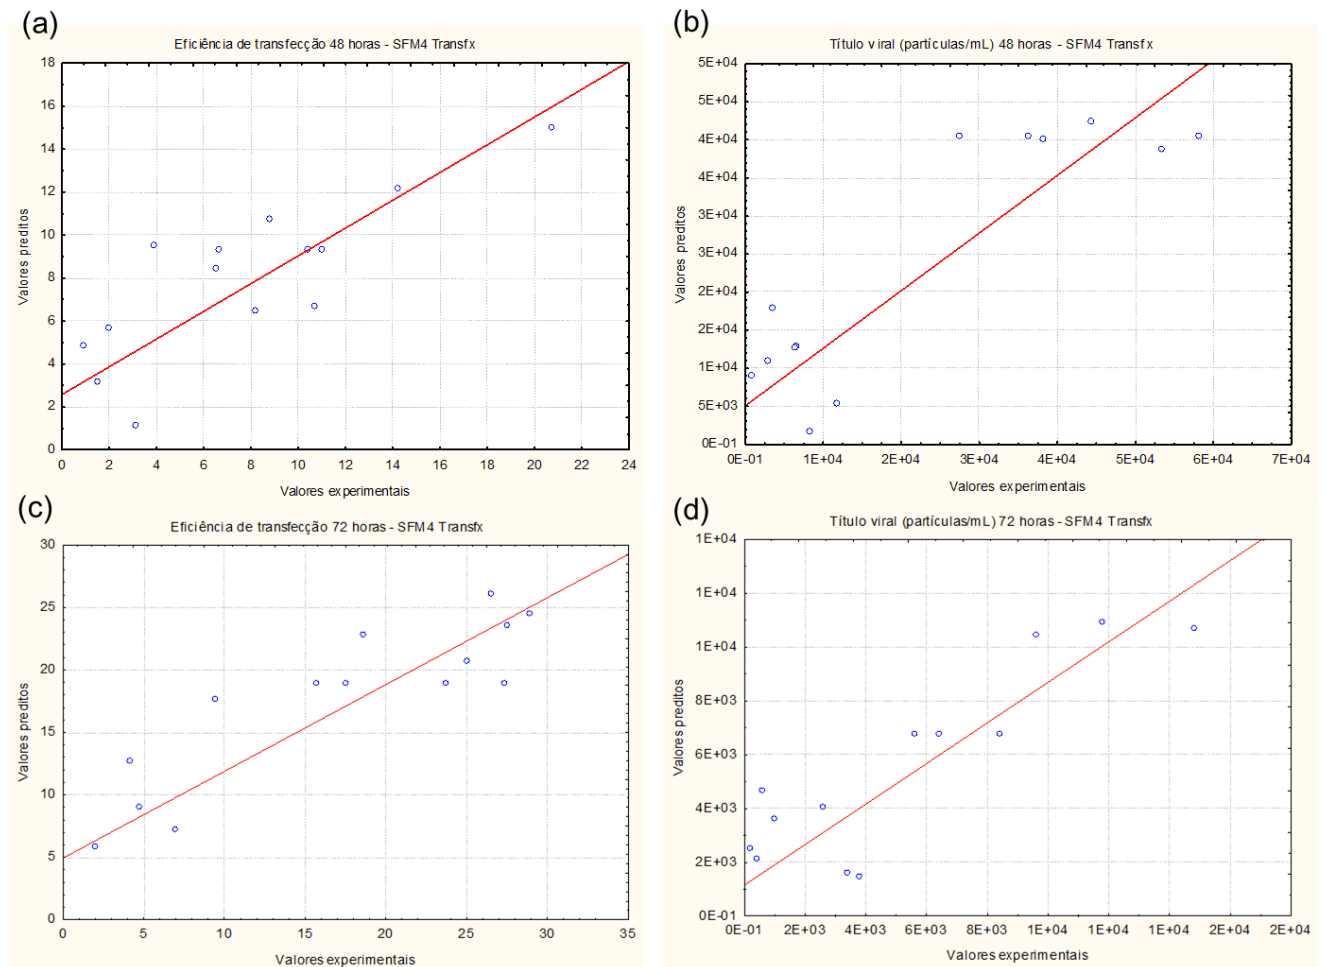 (a)
Eficiência de transfecção 48 horas - SFM4 Transfx
18
16
14
12
10
8
6
4
2
0
Valores preditos
0 2 4 6 8 10 12 14 16 18 20 22 24
Valores experimentais
(b)
Título viral (partículas/mL) 48 horas - SFM4 Transfx
5E+04
5E+04
4E+04
4E+04
3E+04
3E+04
2E+04
2E+04
1E+04
5E+03
0E-01
Valores preditos
0E-01 1E+04 2E+04 3E+04 4E+04 5E+04 6E+04 7E+04
Valores experimentais
(c)
Eficiência de transfecção 72 horas - SFM4 Transfx
30
25
20
15
10
5
0
Valores preditos
0 5 10 15 20 25 30 35
Valores experimentais
(d)
Título viral (partículas/mL) 72 horas - SFM4 Transfx
1E+04
1E+04
1E+04
8E+03
6E+03
4E+03
2E+03
0E-01
Valores preditos
0E-01 2E+03 4E+03 6E+03 8E+03 1E+04 1E+04 1E+04 2E+04 2E+04
Valores experimentais